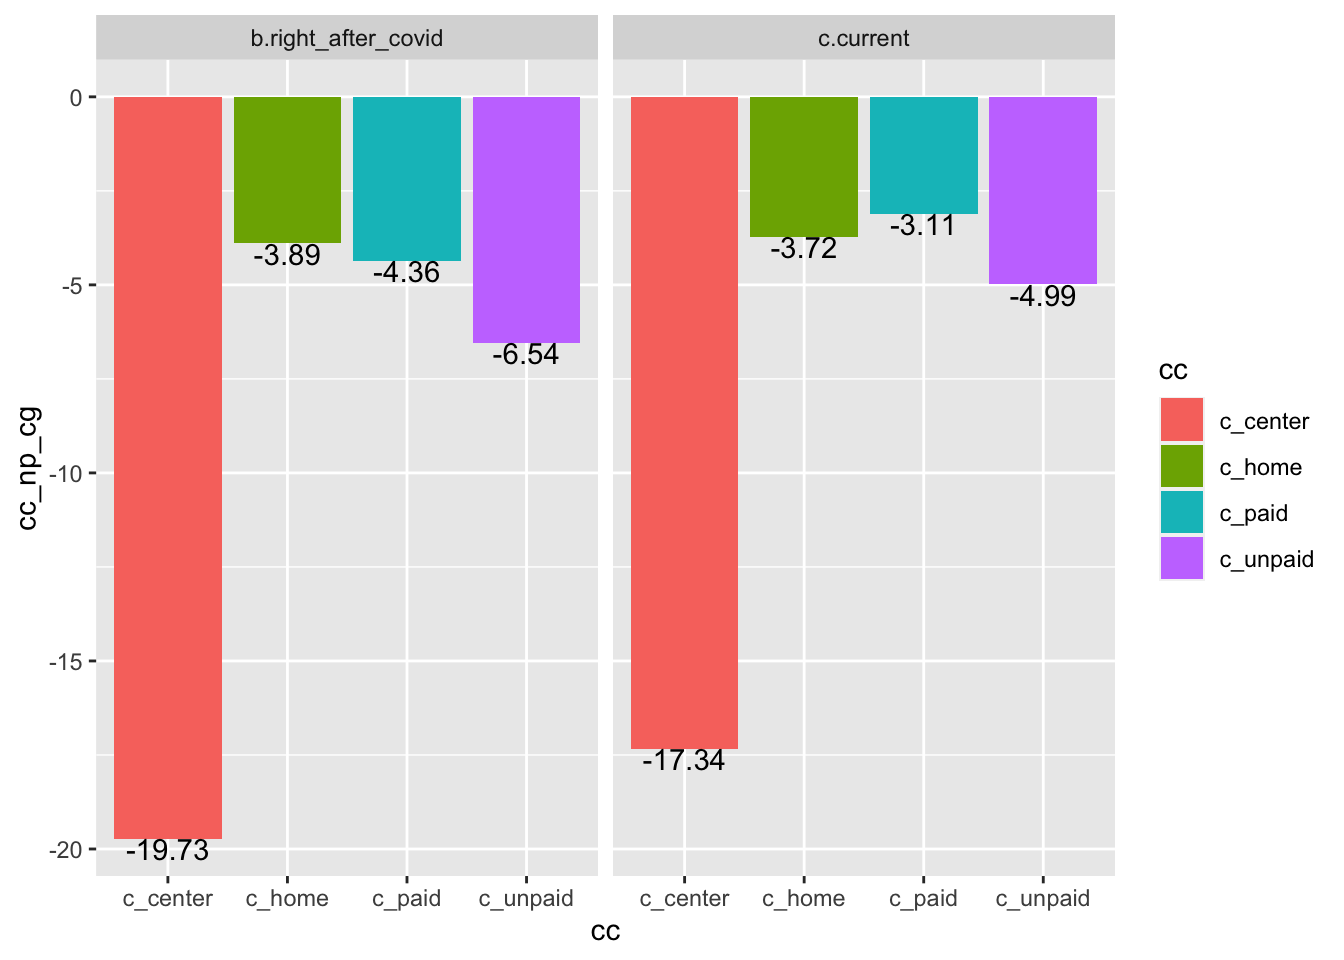 b.right_after_covid
c.current
0
-5
-10
-15
-20
cc_np_cg
-19.73
-3.89
-4.36
-6.54
-17.34
-3.72
-3.11
-4.99
c_center
c_home
c_paid
c_unpaid
c_center
c_home
c_paid
c_unpaid
cc
cc
c_center
c_home
c_paid
c_unpaid